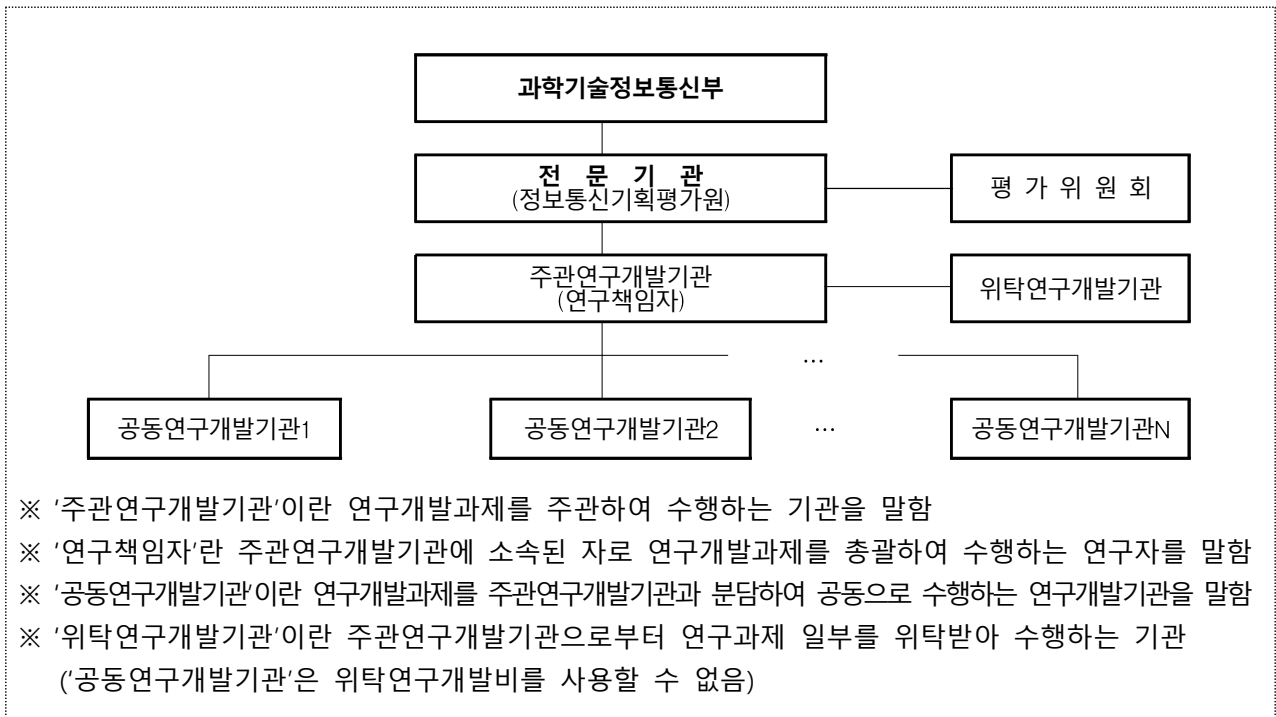 과학기술정보통신부
전 문 기 관
(정보통신기획평가원)
평 가 위 원 회
주관연구개발기관
(연구책임자)
위탁연구개발기관
…
공동연구개발기관1
공동연구개발기관2
…
공동연구개발기관N
※ '주관연구개발기관'이란 연구개발과제를 주관하여 수행하는 기관을 말함
※ '연구책임자'란 주관연구개발기관에 소속된 자로 연구개발과제를 총괄하여 수행하는 연구자를 말함
※ '공동연구개발기관'이란 연구개발과제를 주관연구개발기관과 분담하여 공동으로 수행하는 연구개발기관을 말함
※ '위탁연구개발기관'이란 주관연구개발기관으로부터 연구과제 일부를 위탁받아 수행하는 기관
('공동연구개발기관'은 위탁연구개발비를 사용할 수 없음)